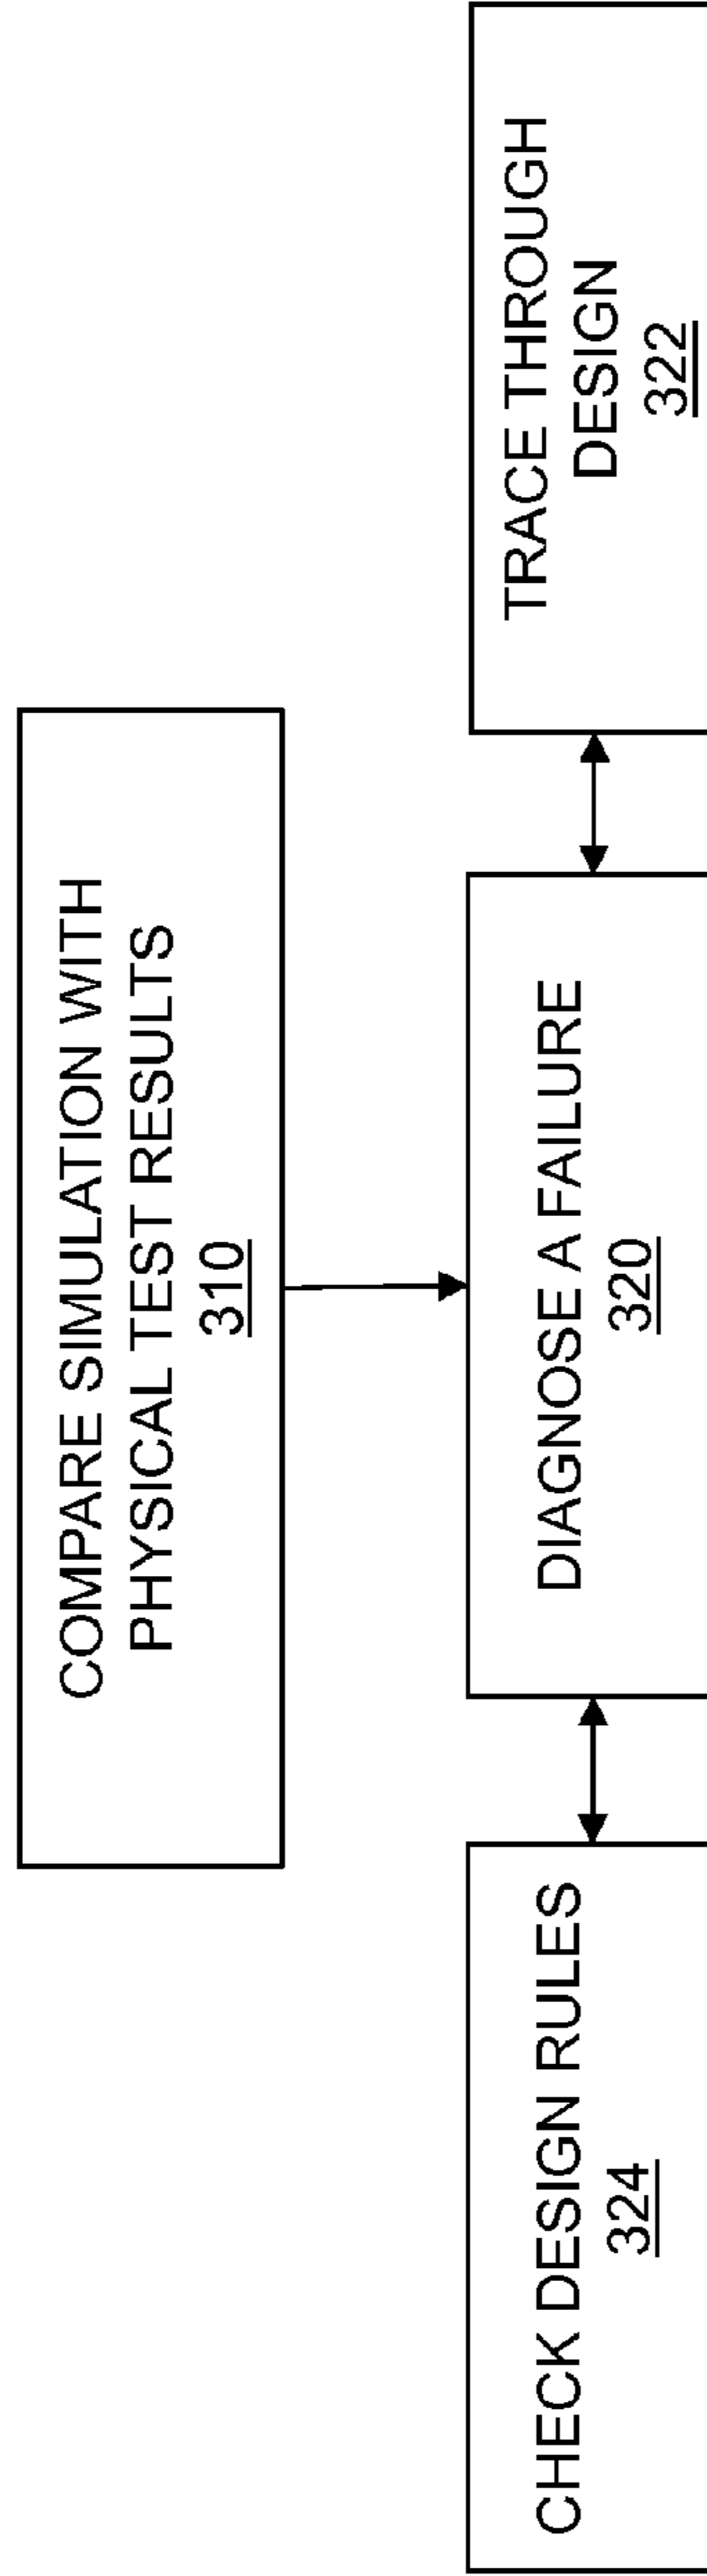 COMPARE SIMULATION WITH
PHYSICAL TEST RESULTS
310
CHECK DESIGN RULES
324
DIAGNOSE A FAILURE
320
TRACE THROUGH
DESIGN
322